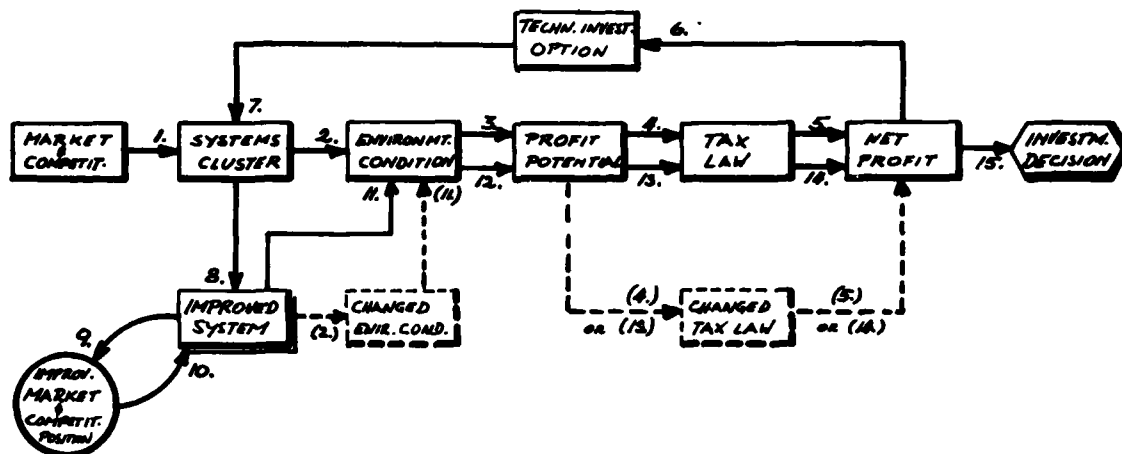 TECHN. INVEST.
OPTION
6.
7.
MARKET
&
COMPETIT.
1.
SYSTEMS
CLUSTER
2.
ENVIRONMT.
CONDITION
3.
12.
PROFIT
POTENTIAL
4.
13.
TAX
LAW
5.
14.
NET
PROFIT
15.
INVESTM.
DECISION
11.
(11.)
8.
IMPROVED
SYSTEM
(2.)
CHANGED
ENVIR. COND.
(4.)
or (13.)
CHANGED
TAX LAW
(5.)
or (14.)
9.
10.
IMPROV.
MARKET
&
COMPETIT.
POSITION